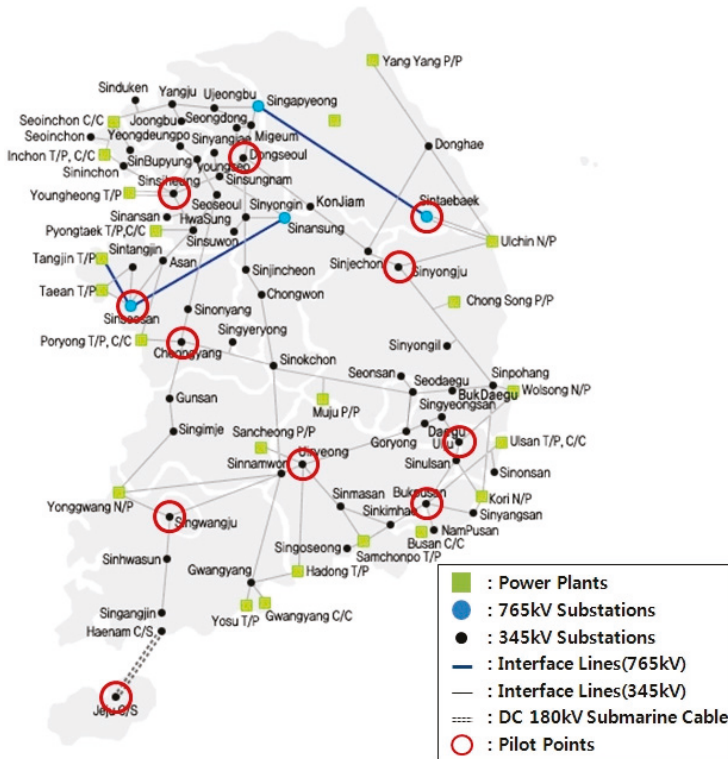 Yang Yang P/P
Sinduken
Yangju
Ujeongbu
Singapyeong
Seoinchon C/C
Joongbu
Seongdong
Seoinchon
Yeongdeungpo
Sinyangjae
Migeum
Donghae
Inchon T/P, C/C
SinBupyung
youngseo
Dongseoul
Sininchon
Sinsiheung
Sinsungnam
Youngheong T/P
Seoseoul
Sinyongin
KonJiam
Sintaebaek
Sinansan
HwaSung
Pyongtaek T/P,C/C
Sinsuwon
Sinansung
Ulchin N/P
Sintangjin
Tangjin T/P
Asan
Sinjincheon
Sinjechon
Sinyongju
Taean T/P
Chongwon
Chong Song P/P
Sinseosan
Sinonyang
Singyeryong
Poryong T/P, C/C
Cheongyang
Sinyongil
Sinokchon
Seonsan
Seodaegu
Sinpohang
BukDaegu
Wolsong N/P
Gunsan
Muju P/P
Singyeongsan
Singimje
Sancheong P/P
Goryong
Daegu
Ulsan T/P, C/C
Uiryeong
Ulju
Sinnamwon
Sinulsan
Sinonsan
Yonggwang N/P
Sinmasan
Bukpusan
Kori N/P
Singwangju
Sinkimhae
Sinyangsan
NamPusan
Singoseong
Busan C/C
Sinhwasun
Gwangyang
Samchonpo T/P
Hadong T/P
Singangjin
Yosu T/P
Gwangyang C/C
Haenam C/S
Jeju C/S
: Power Plants
: 765kV Substations
: 345kV Substations
: Interface Lines(765kV)
: Interface Lines(345kV)
: DC 180kV Submarine Cable
: Pilot Points